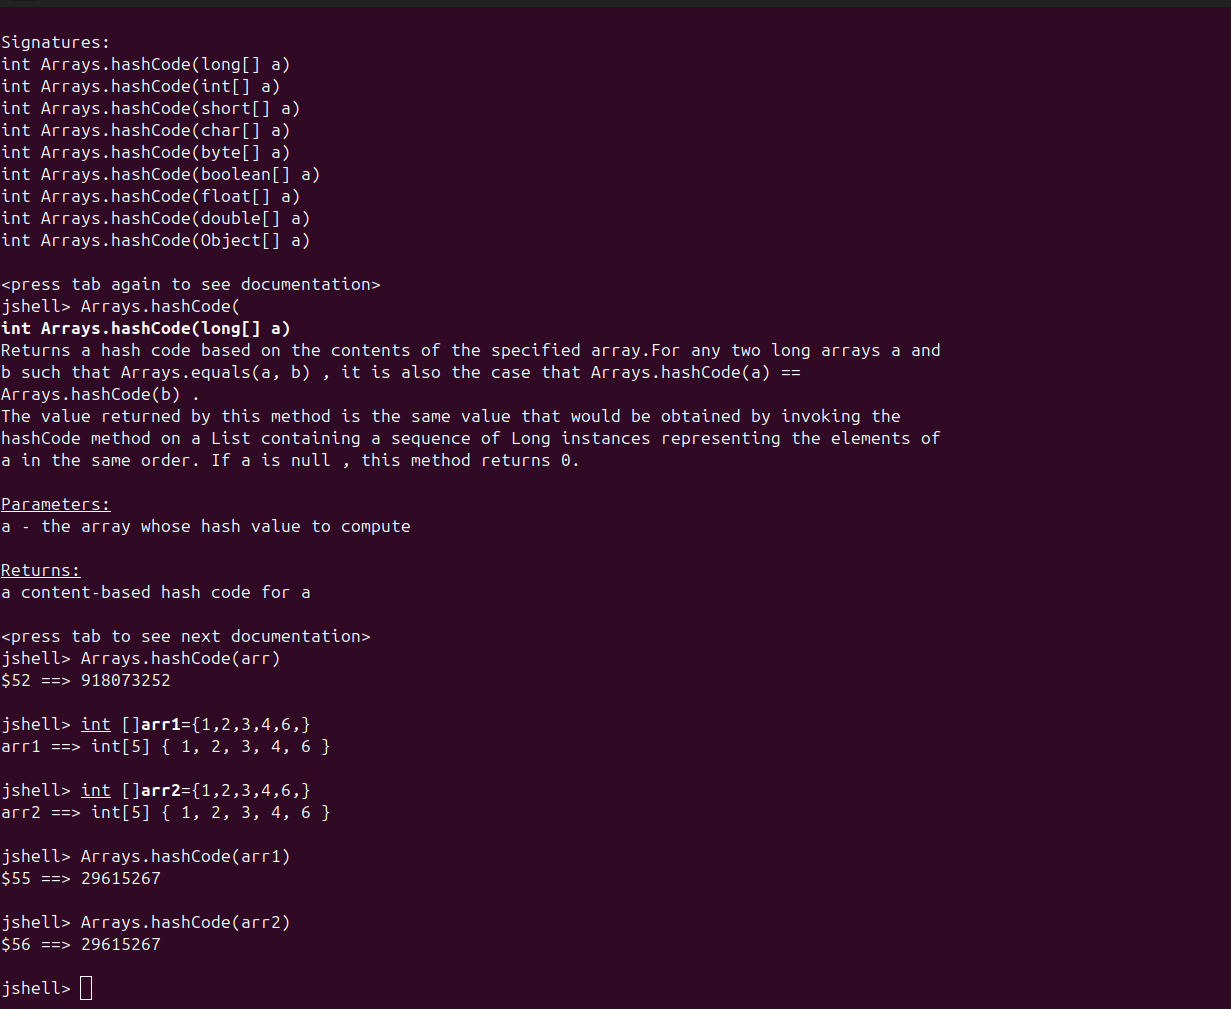 Signatures:
int Arrays.hashCode(long[] a)
int Arrays.hashCode(int[] a)
int Arrays.hashCode(short[] a)
int Arrays.hashCode(char[] a)
int Arrays.hashCode(byte[] a)
int Arrays.hashCode(boolean[] a)
int Arrays.hashCode(float[] a)
int Arrays.hashCode(double[] a)
int Arrays.hashCode(Object[] a)

<press tab again to see documentation>
jshell> Arrays.hashCode(
int Arrays.hashCode(long[] a)
Returns a hash code based on the contents of the specified array.For any two long arrays a and
b such that Arrays.equals(a, b) , it is also the case that Arrays.hashCode(a) ==
Arrays.hashCode(b) .
The value returned by this method is the same value that would be obtained by invoking the
hashCode method on a List containing a sequence of Long instances representing the elements of
a in the same order. If a is null , this method returns 0.

Parameters:
a - the array whose hash value to compute

Returns:
a content-based hash code for a

<press tab to see next documentation>
jshell> Arrays.hashCode(arr)
$52 ==> 918073252

jshell> int []arr1={1,2,3,4,6,}
arr1 ==> int[5] { 1, 2, 3, 4, 6 }

jshell> int []arr2={1,2,3,4,6,}
arr2 ==> int[5] { 1, 2, 3, 4, 6 }

jshell> Arrays.hashCode(arr1)
$55 ==> 29615267

jshell> Arrays.hashCode(arr2)
$56 ==> 29615267

jshell>